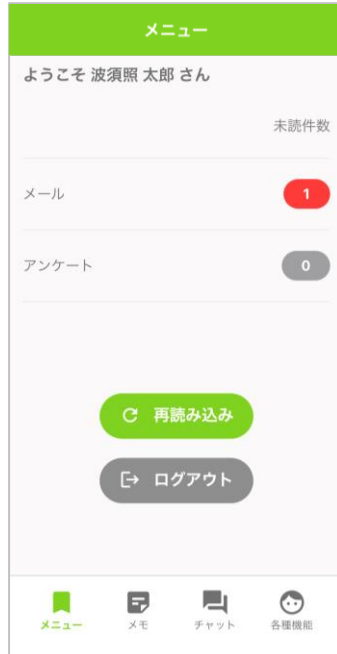 メニュー
ようこそ 波須照 太郎 さん
未読件数
メール 1
アンケート 0
再読み込み
ログアウト
メニュー メモ チャット 各種機能